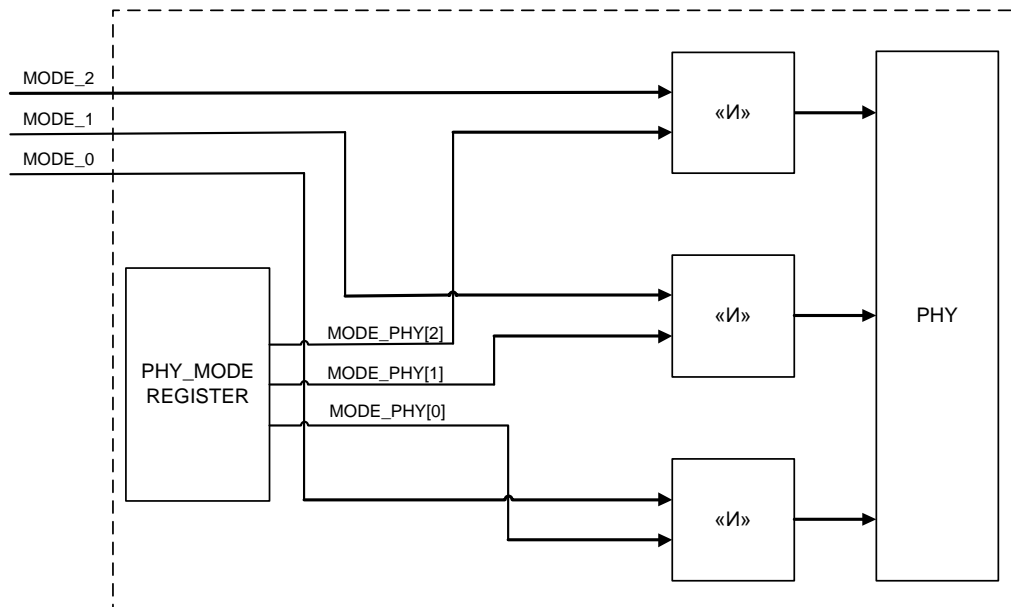 MODE_2
MODE_1
MODE_0
«И»
«И»
«И»
PHY
PHY_MODE
REGISTER
MODE_PHY[2]
MODE_PHY[1]
MODE_PHY[0]